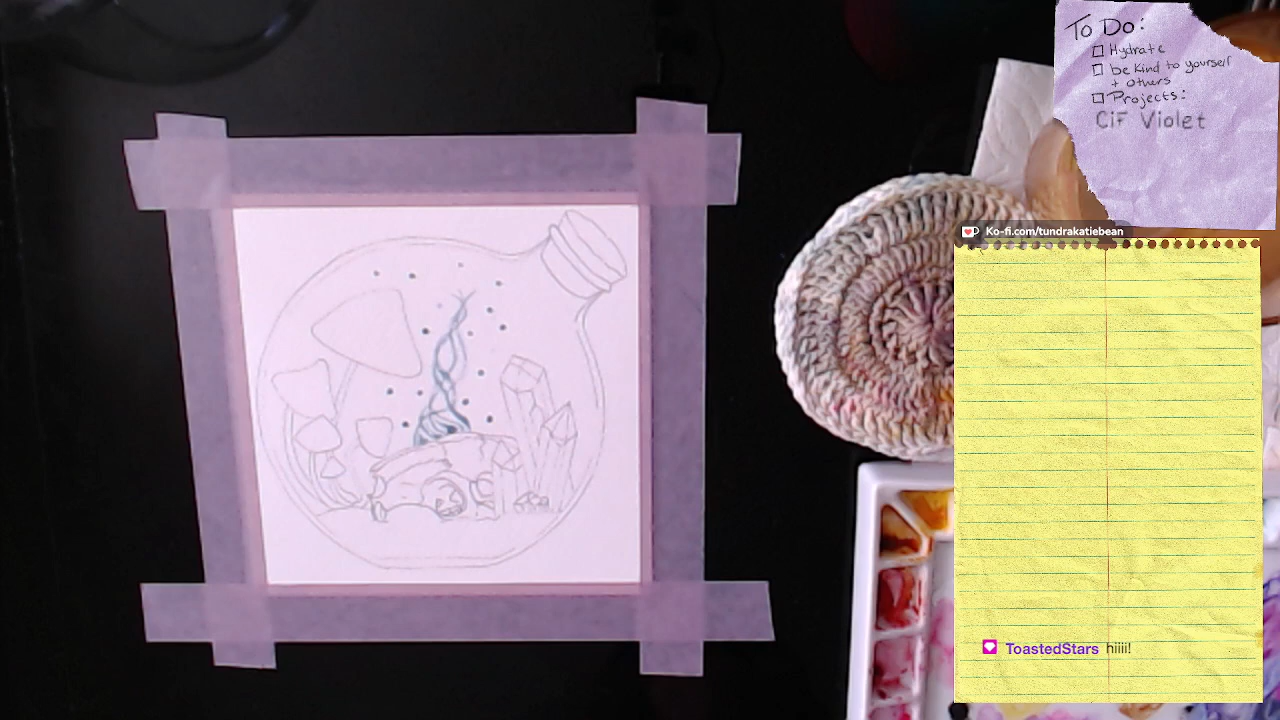 To Do:
Hydrate
be Kind to yourself
+ others
Projects:
CiF Violet
Ko-fi.com/tundrakatiebean
ToastedStars hiiii!